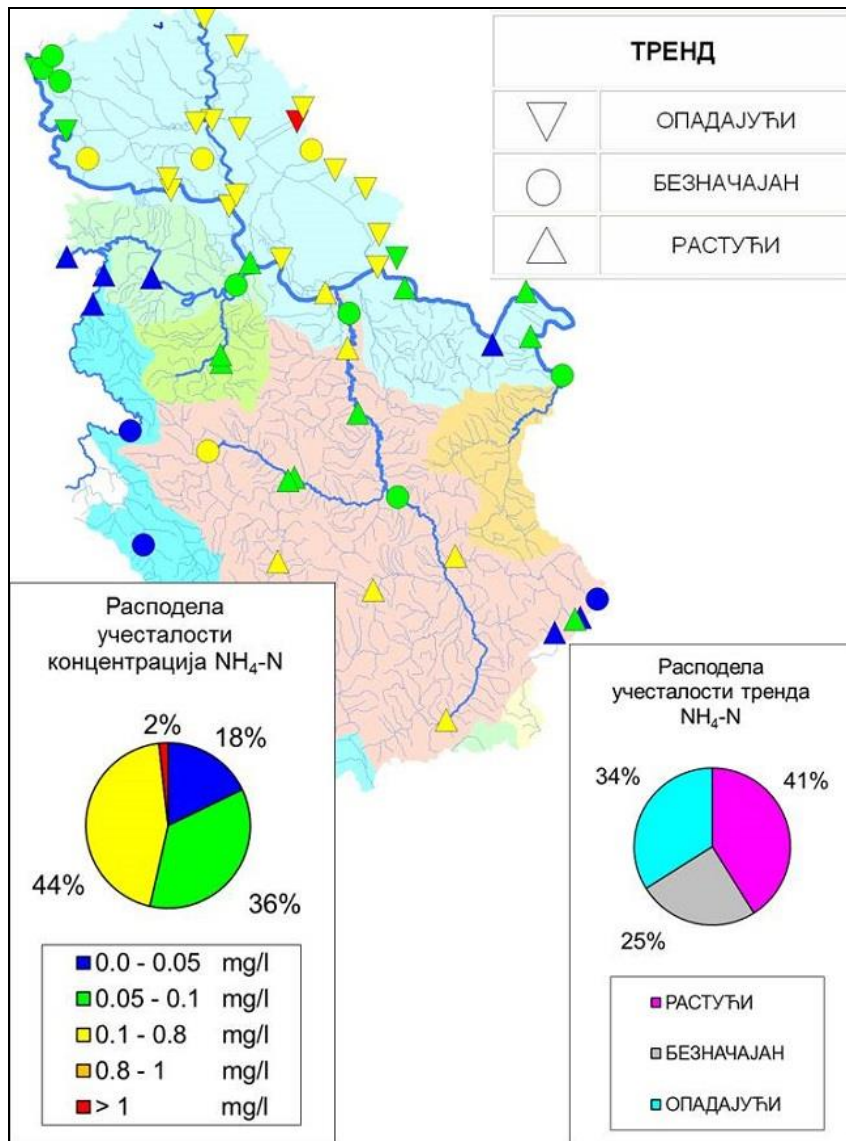 ТРЕНД
ОПАДАЈУЋИ
БЕЗНАЧАЈАН
РАСТУЋИ
Расподела
учесталости
концентрација NH₄-N
2%
18%
44%
36%
0.0 - 0.05 mg/l
0.05 - 0.1 mg/l
0.1 - 0.8 mg/l
0.8 - 1 mg/l
> 1 mg/l
Расподела
учесталости тренда
NH₄-N
34%
41%
25%
РАСТУЋИ
БЕЗНАЧАЈАН
ОПАДАЈУЋИ